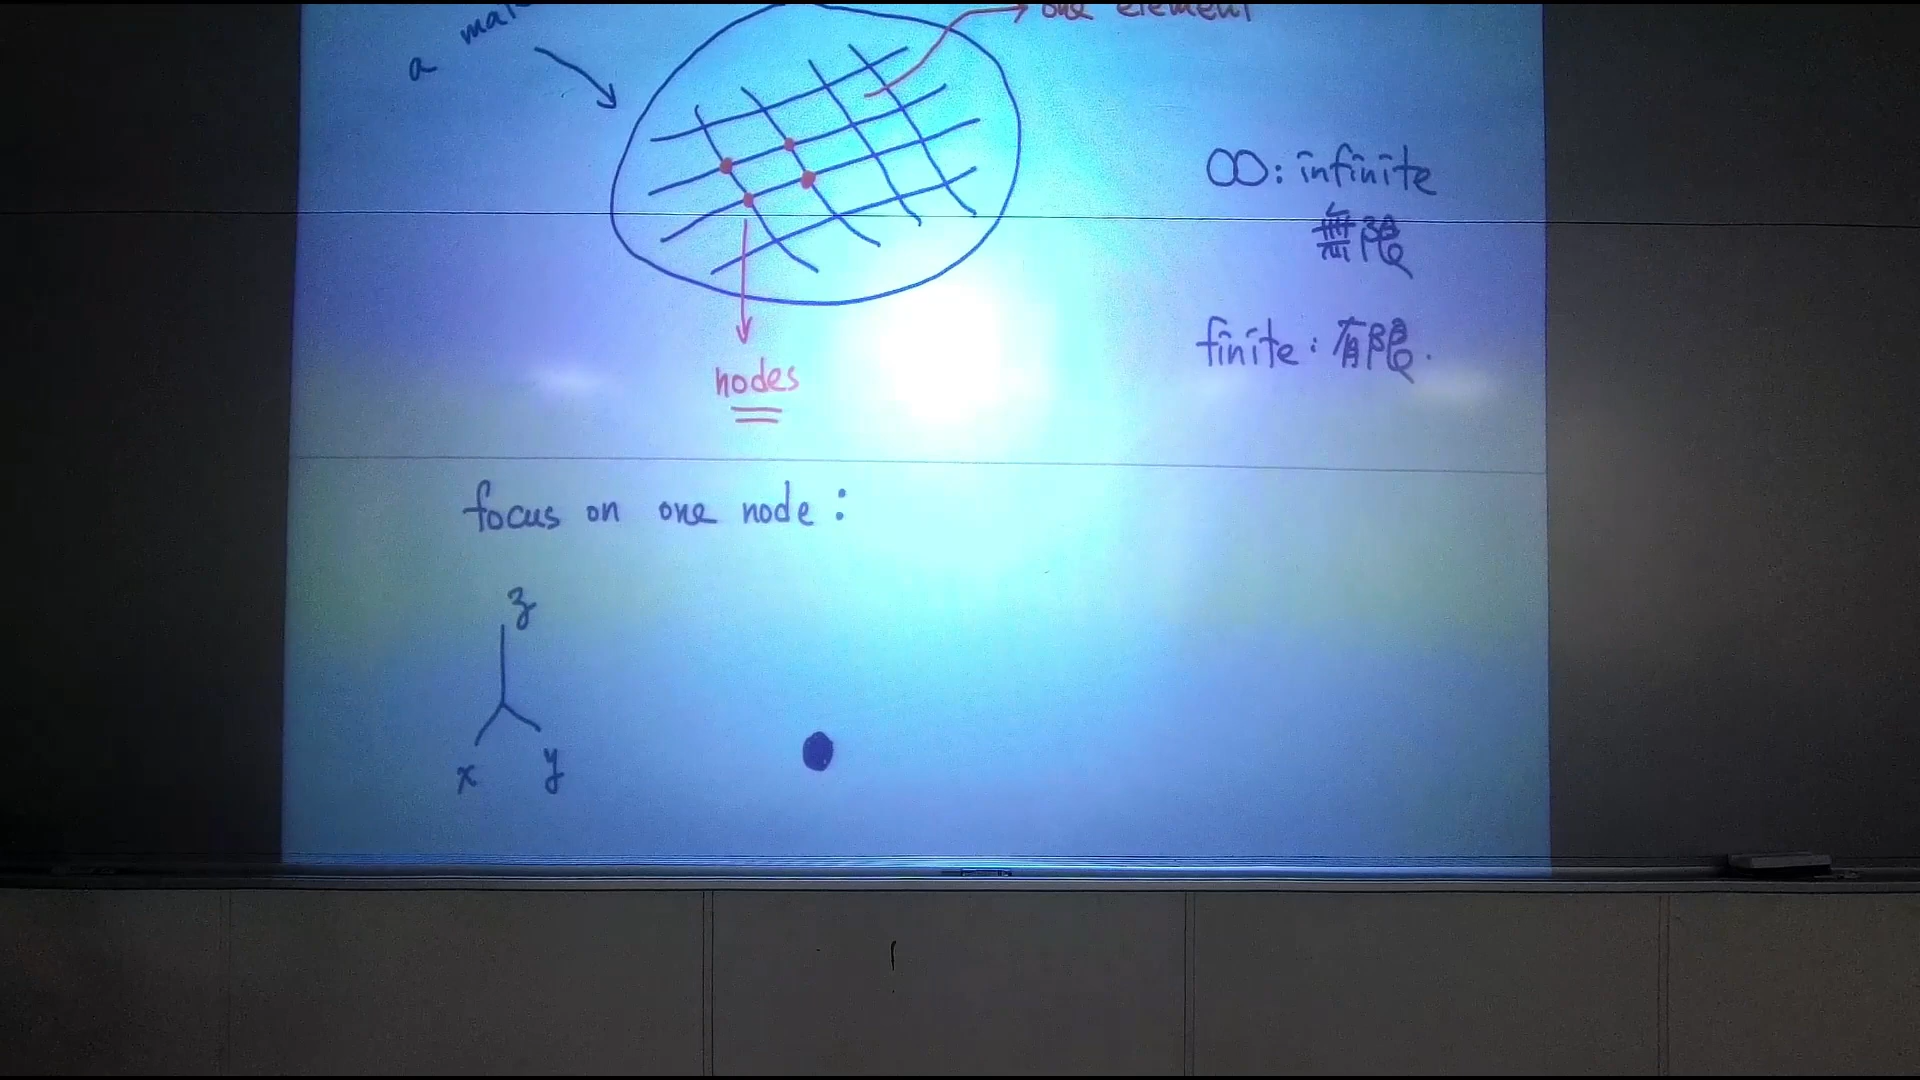 one element
a
∞: infinite
無限
finite: 有限.
nodes
focus on one node:
z
x y